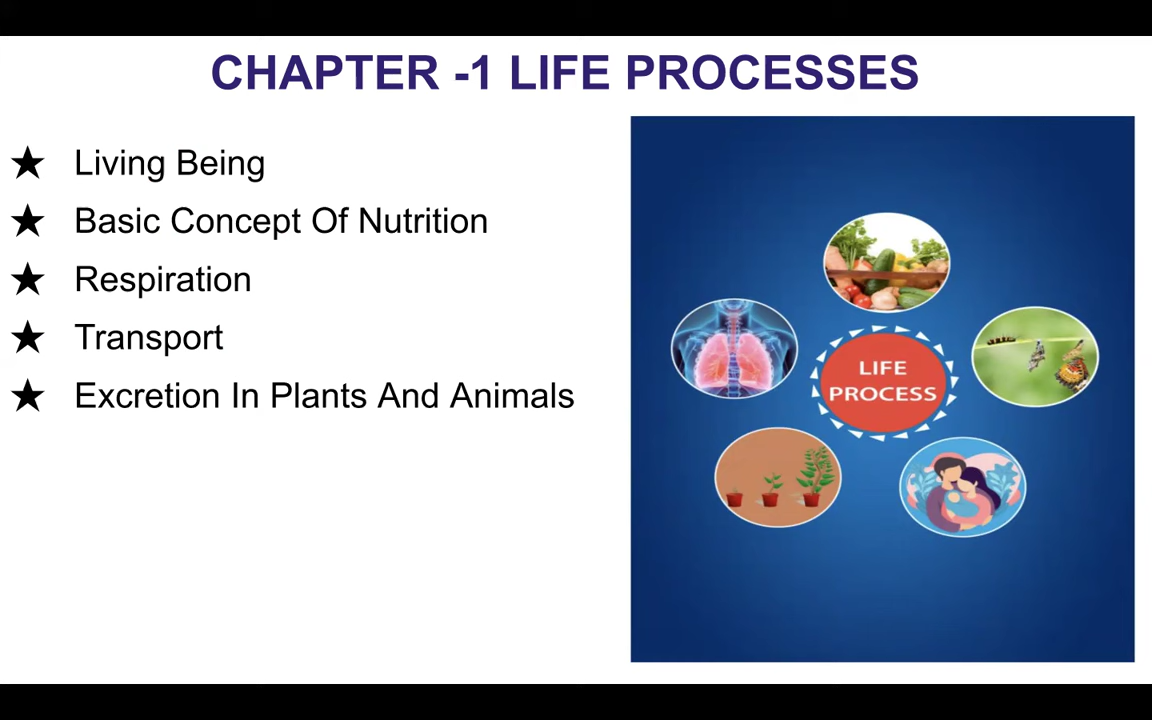 CHAPTER -1 LIFE PROCESSES
★ Living Being
★ Basic Concept Of Nutrition
★ Respiration
★ Transport
★ Excretion In Plants And Animals
LIFE
PROCESS